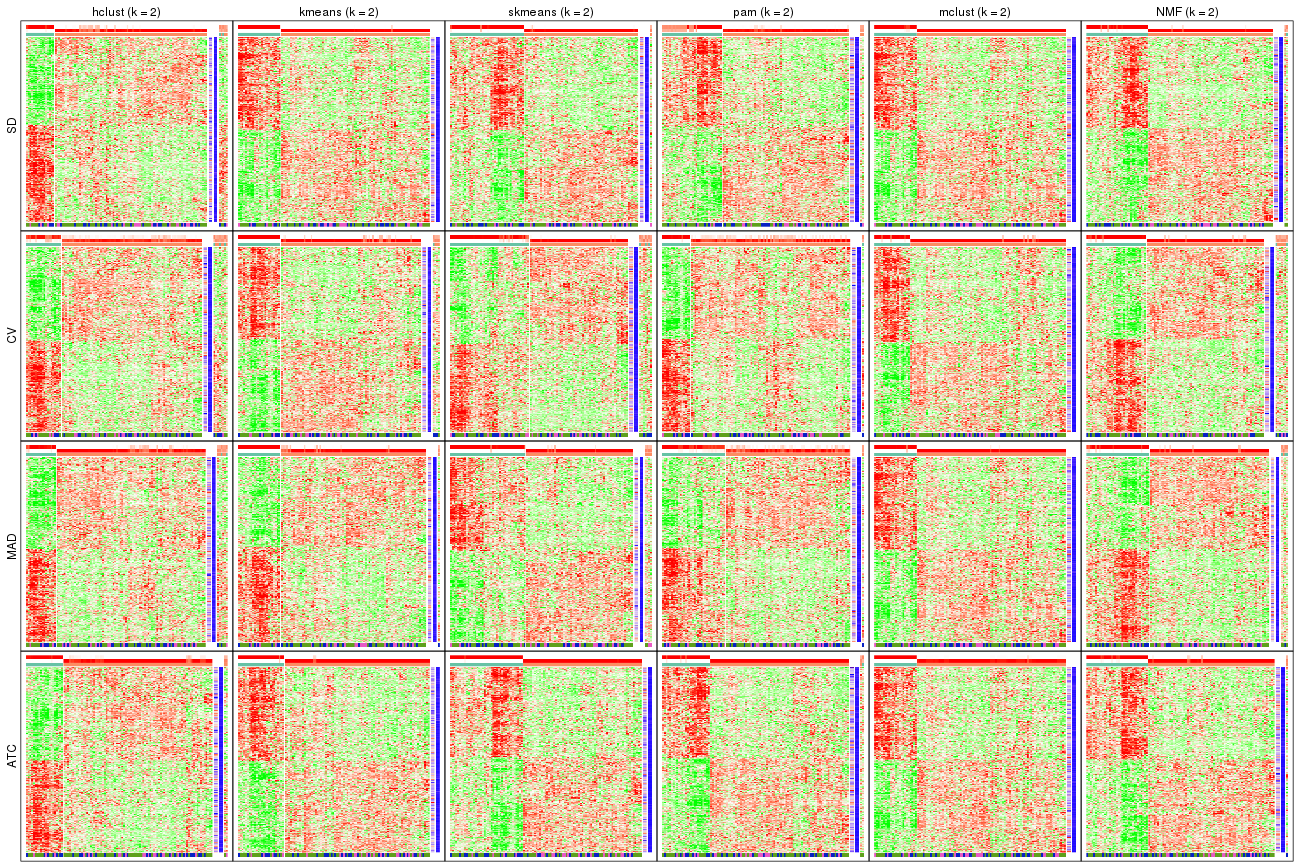 hclust (k = 2) kmeans (k = 2) skmeans (k = 2) pam (k = 2) mclust (k = 2) NMF (k = 2)
SD
CV
MAD
ATC